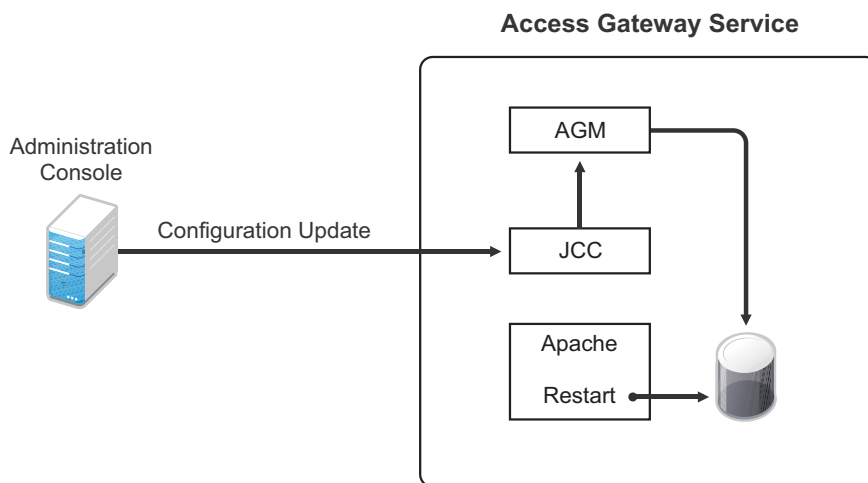 Access Gateway Service
AGM
Administration
Console
Configuration Update
JCC
Apache
Restart